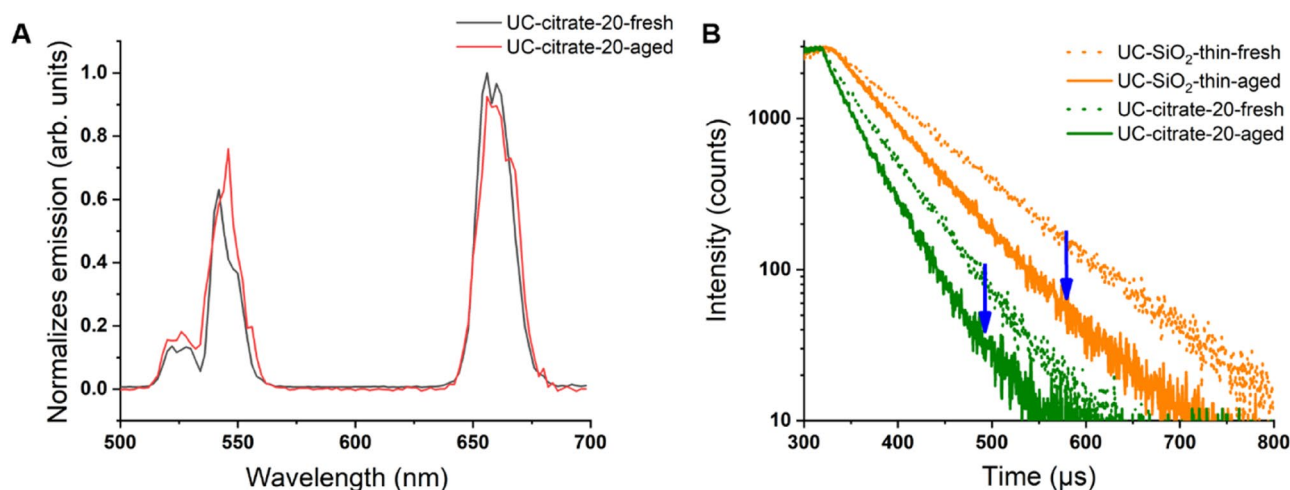 A
UC-citrate-20-fresh
UC-citrate-20-aged
Normalizes emission (arb. units)
1.0
0.8
0.6
0.4
0.2
0.0
500
550
600
650
700
Wavelength (nm)
B
UC-SiO₂-thin-fresh
UC-SiO₂-thin-aged
UC-citrate-20-fresh
UC-citrate-20-aged
Intensity (counts)
1000
100
10
300
400
500
600
700
800
Time (µs)